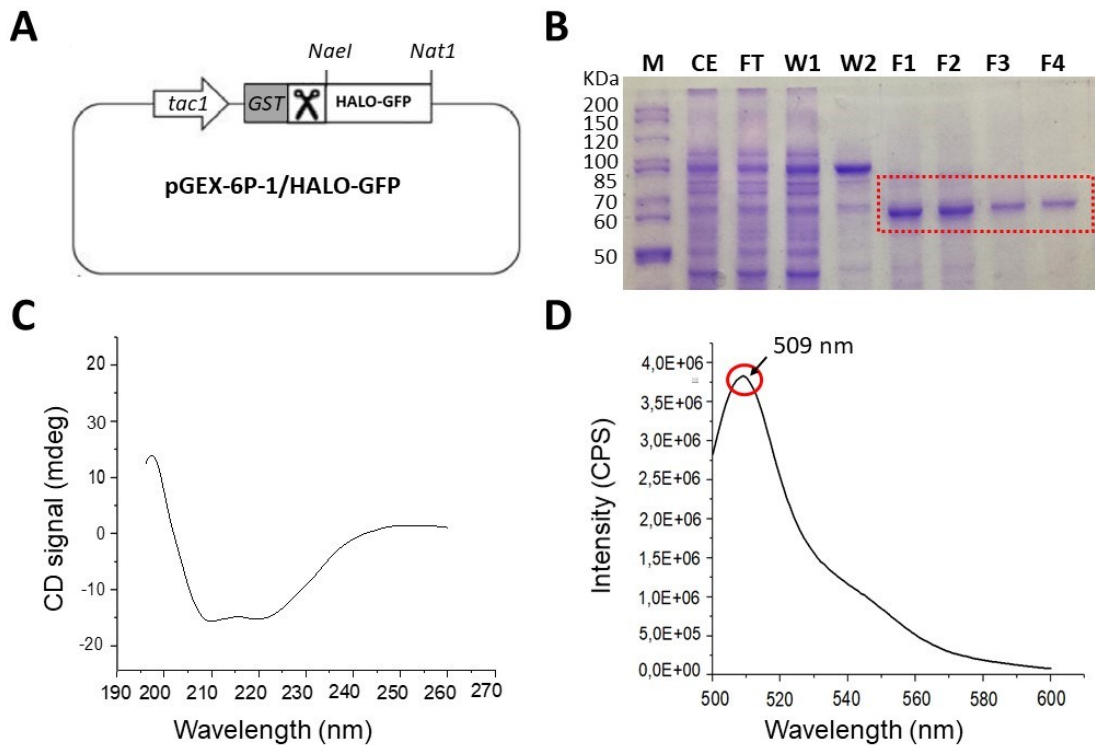 A
NaeI
Nat1
tac1
GST
HALO-GFP
pGEX-6P-1/HALO-GFP
B
M CE FT W1 W2 F1 F2 F3 F4
KDa
200
150
120
100
85
70
60
50
C
CD signal (mdeg)
20
30
10
0
-10
-20
190 200 210 220 230 240 250 260 270
Wavelength (nm)
D
509 nm
Intensity (CPS)
4,0E+06
3,5E+06
3,0E+06
2,5E+06
2,0E+06
1,5E+06
1,0E+06
5,0E+05
0,0E+00
500 520 540 560 580 600
Wavelength (nm)